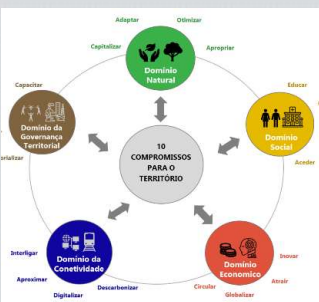 Adaptar
Otimizar
Capitalizar
Apropriar
Domínio
Natural
Capacitar
Educar
Domínio da
Governança
Territorial
Domínio
Social
10
COMPROMISSOS
PARA O
TERRITÓRIO
Aceder
Interligar
Domínio da
Conetividade
Domínio
Economico
Inovar
Aproximar
Atrair
Digitalizar
Descarbonizar
Circular
Globalizar